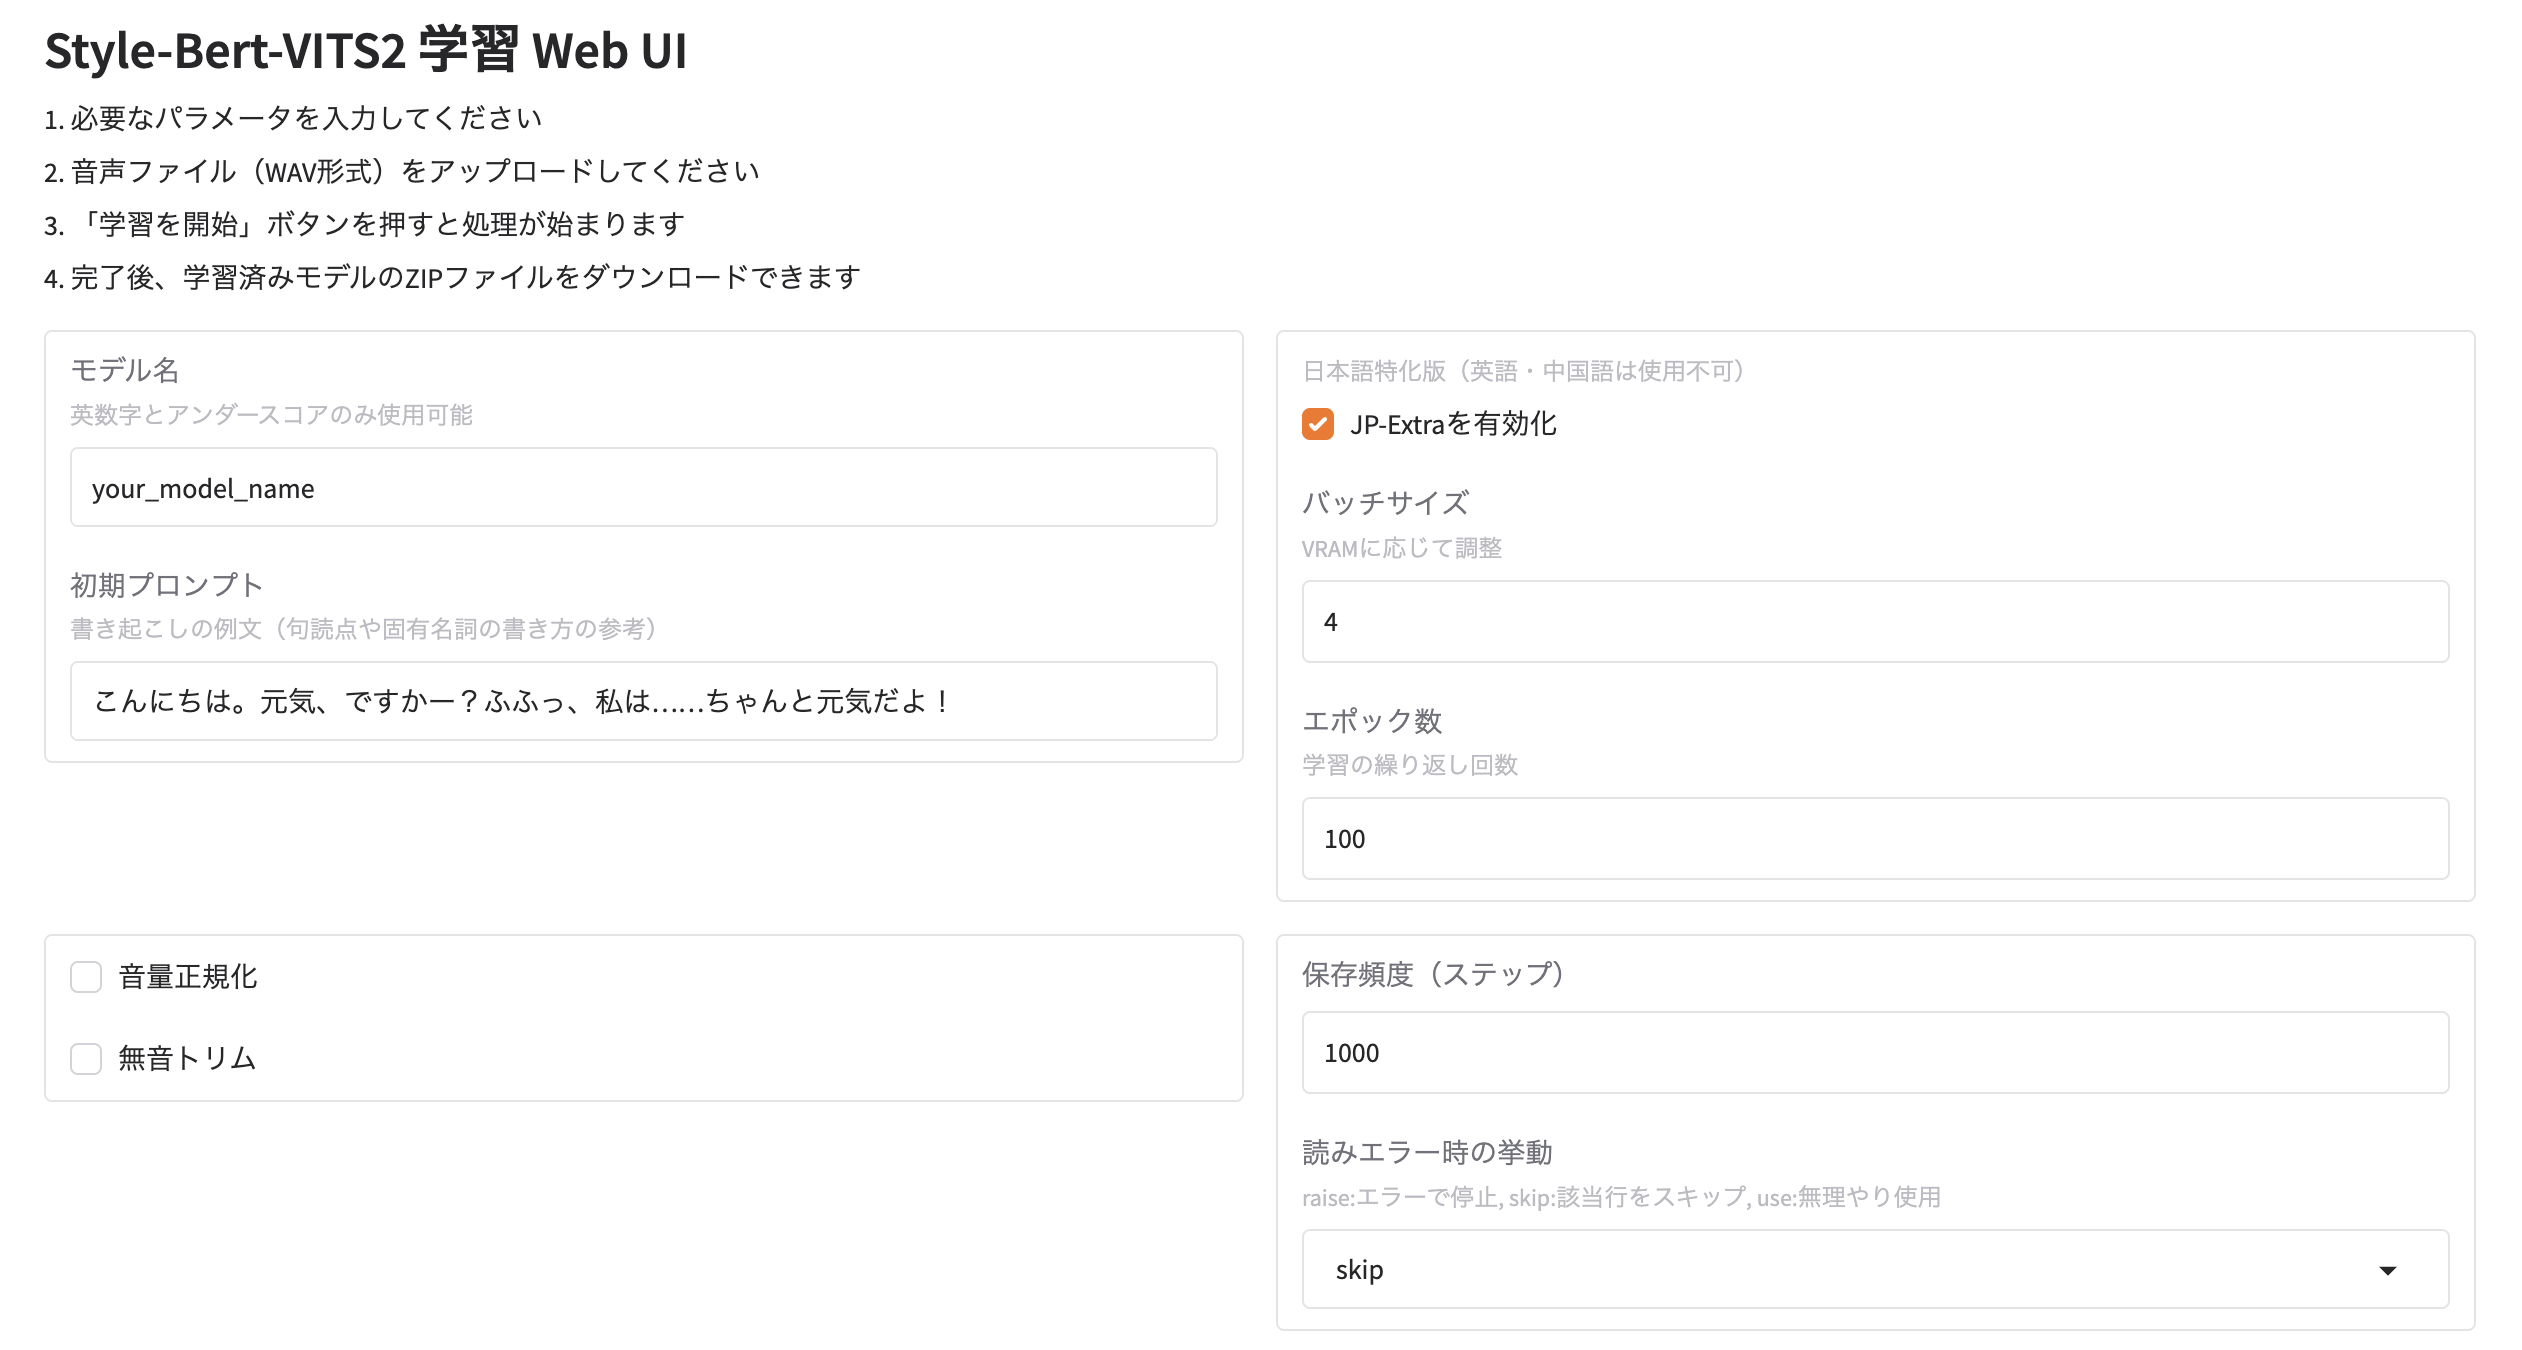 Style-Bert-VITS2 学習 Web UI
1. 必要なパラメータを入力してください
2. 音声ファイル（WAV形式）をアップロードしてください
3. 「学習を開始」ボタンを押すと処理が始まります
4. 完了後、学習済みモデルのZIPファイルをダウンロードできます
モデル名
英数字とアンダースコアのみ使用可能
your_model_name
初期プロンプト
書き起こしの例文（句読点や固有名詞の書き方の参考）
こんにちは。元気、ですかー？ふふっ、私は……ちゃんと元気だよ！
日本語特化版（英語・中国語は使用不可）
JP-Extraを有効化
バッチサイズ
VRAMに応じて調整
4
エポック数
学習の繰り返し回数
100
音量正規化
無音トリム
保存頻度（ステップ）
1000
読みエラー時の挙動
raise:エラーで停止, skip:該当行をスキップ, use:無理やり使用
skip